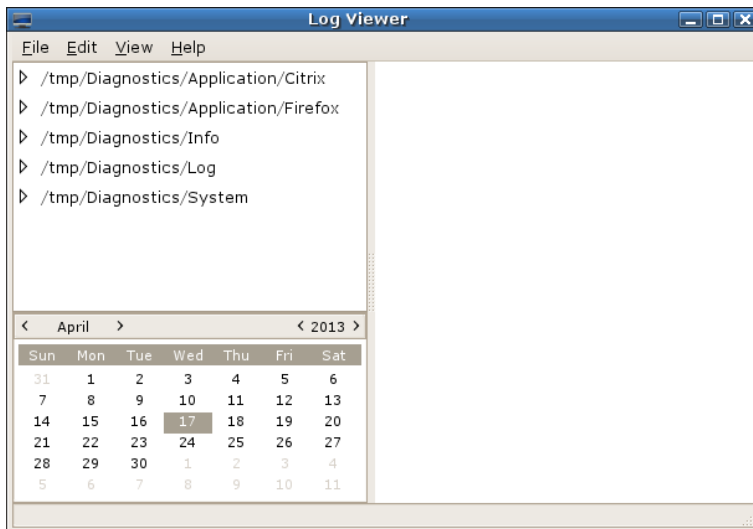 Log Viewer
File Edit View Help
/tmp/Diagnostics/Application/Citrix
/tmp/Diagnostics/Application/Firefox
/tmp/Diagnostics/Info
/tmp/Diagnostics/Log
/tmp/Diagnostics/System
< April > < 2013 >
Sun Mon Tue Wed Thu Fri Sat
31 1 2 3 4 5 6
7 8 9 10 11 12 13
14 15 16 17 18 19 20
21 22 23 24 25 26 27
28 29 30 1 2 3 4
5 6 7 8 9 10 11